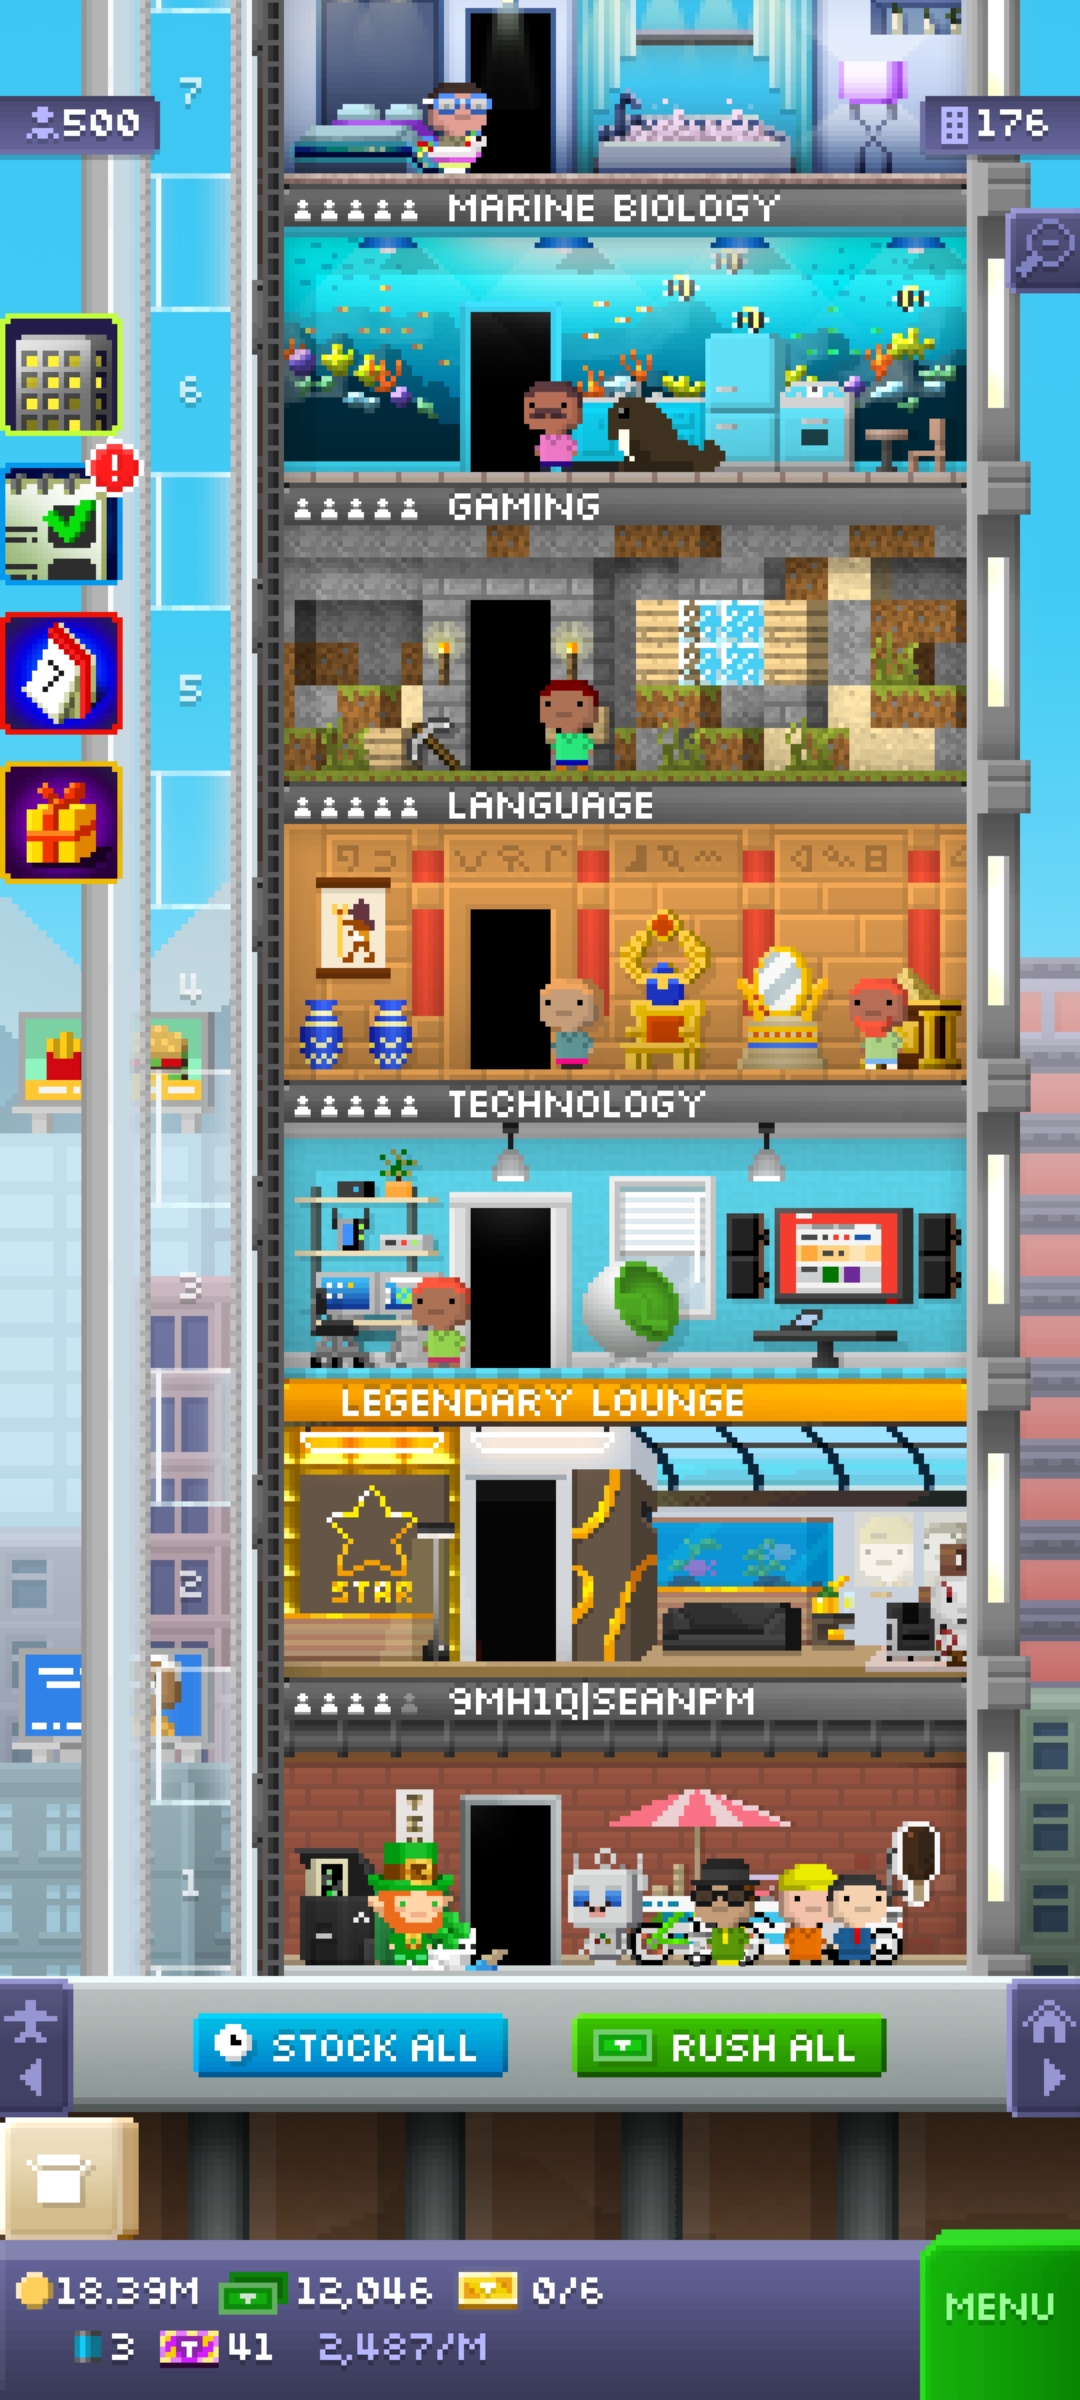 7
500
176
MARINE BIOLOGY
6
GAMING
7
5
LANGUAGE
4
TECHNOLOGY
3
LEGENDARY LOUNGE
STAR
2
9MH1Q|SEANPM
1
STOCK ALL
RUSH ALL
18.39M 12,046 0/6
3 41 2,487/M
MENU